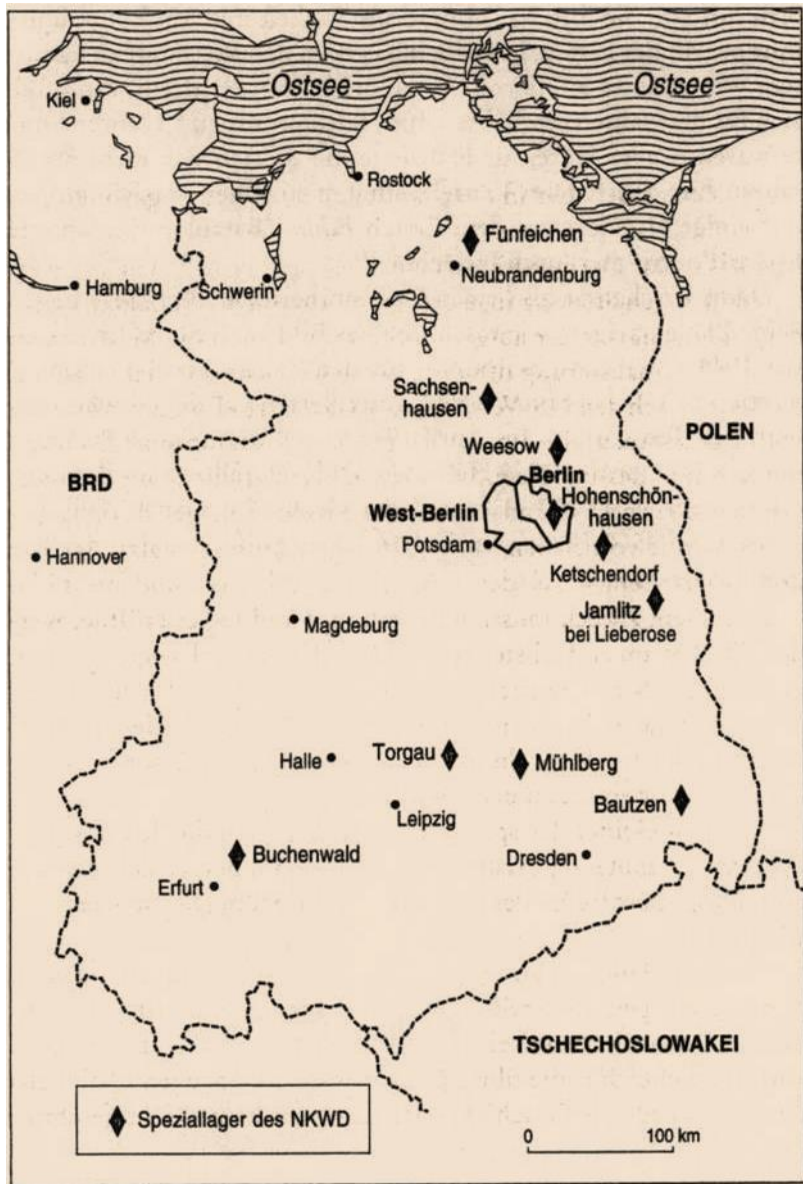 Ostsee
Ostsee
Kiel
Rostock
Fünfeichen
Neubrandenburg
Hamburg
Schwerin
Sachsen-
hausen
POLEN
Weesow
BRD
Berlin
West-Berlin
Hohenschön-
hausen
Potsdam
Hannover
Ketschendorf
Jamlitz
bei Lieberose
Magdeburg
Torgau
Halle
Mühlberg
Bautzen
Leipzig
Buchenwald
Dresden
Erfurt
TSCHECHOSLOWAKEI
Speziallager des NKWD
0 100 km